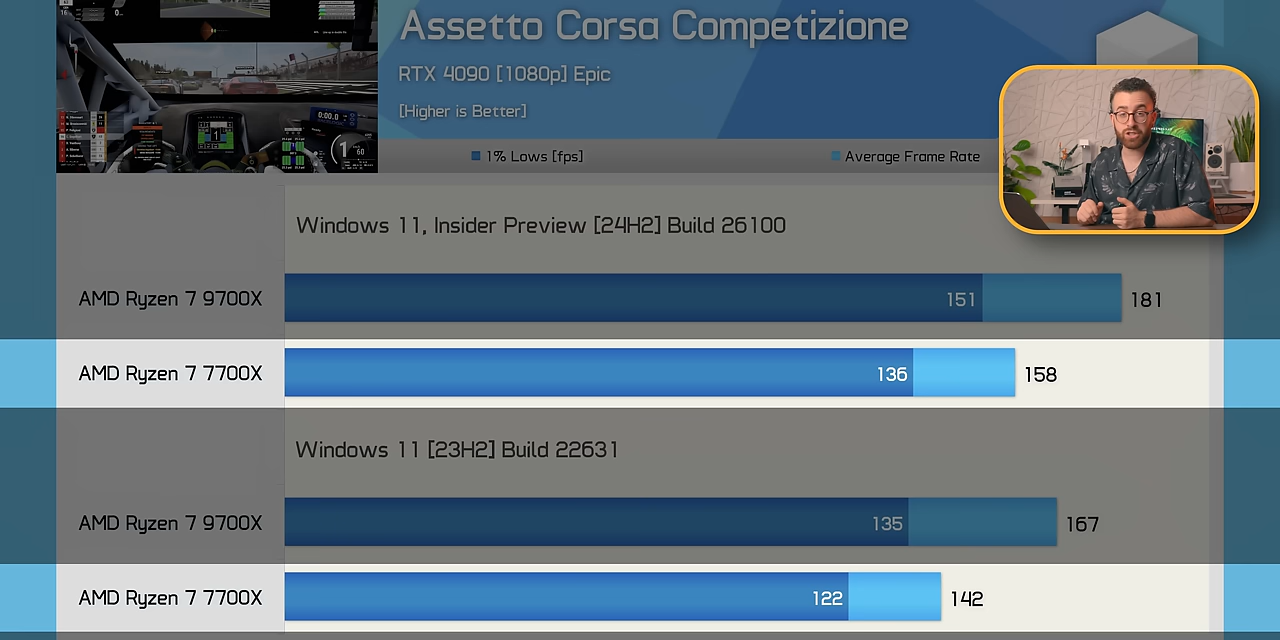 Assetto Corsa Competizione
RTX 4090 [1080p] Epic
[Higher is Better]
1% Lows [fps] Average Frame Rate
Windows 11, Insider Preview [24H2] Build 26100
AMD Ryzen 7 9700X 151 181
AMD Ryzen 7 7700X 136 158
Windows 11 [23H2] Build 22631
AMD Ryzen 7 9700X 135 167
AMD Ryzen 7 7700X 122 142